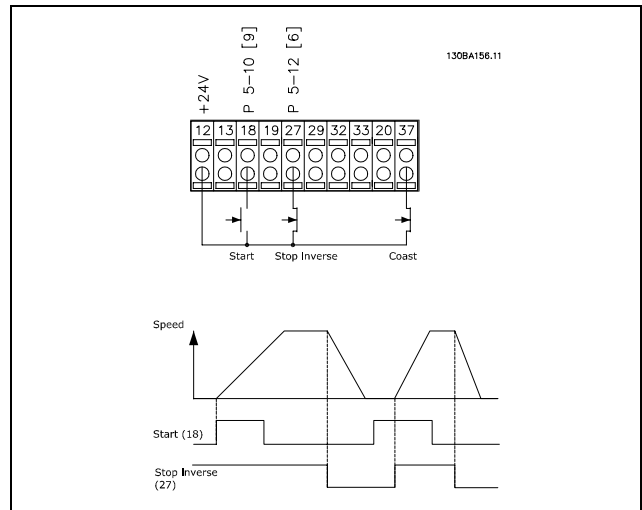 +24V
P 5-10 [9]
P 5-12 [6]
130BA156.11
12 13 18 19 27 29 32 33 20 37
Start Stop Inverse Coast
Speed
Start (18)
Stop Inverse
(27)